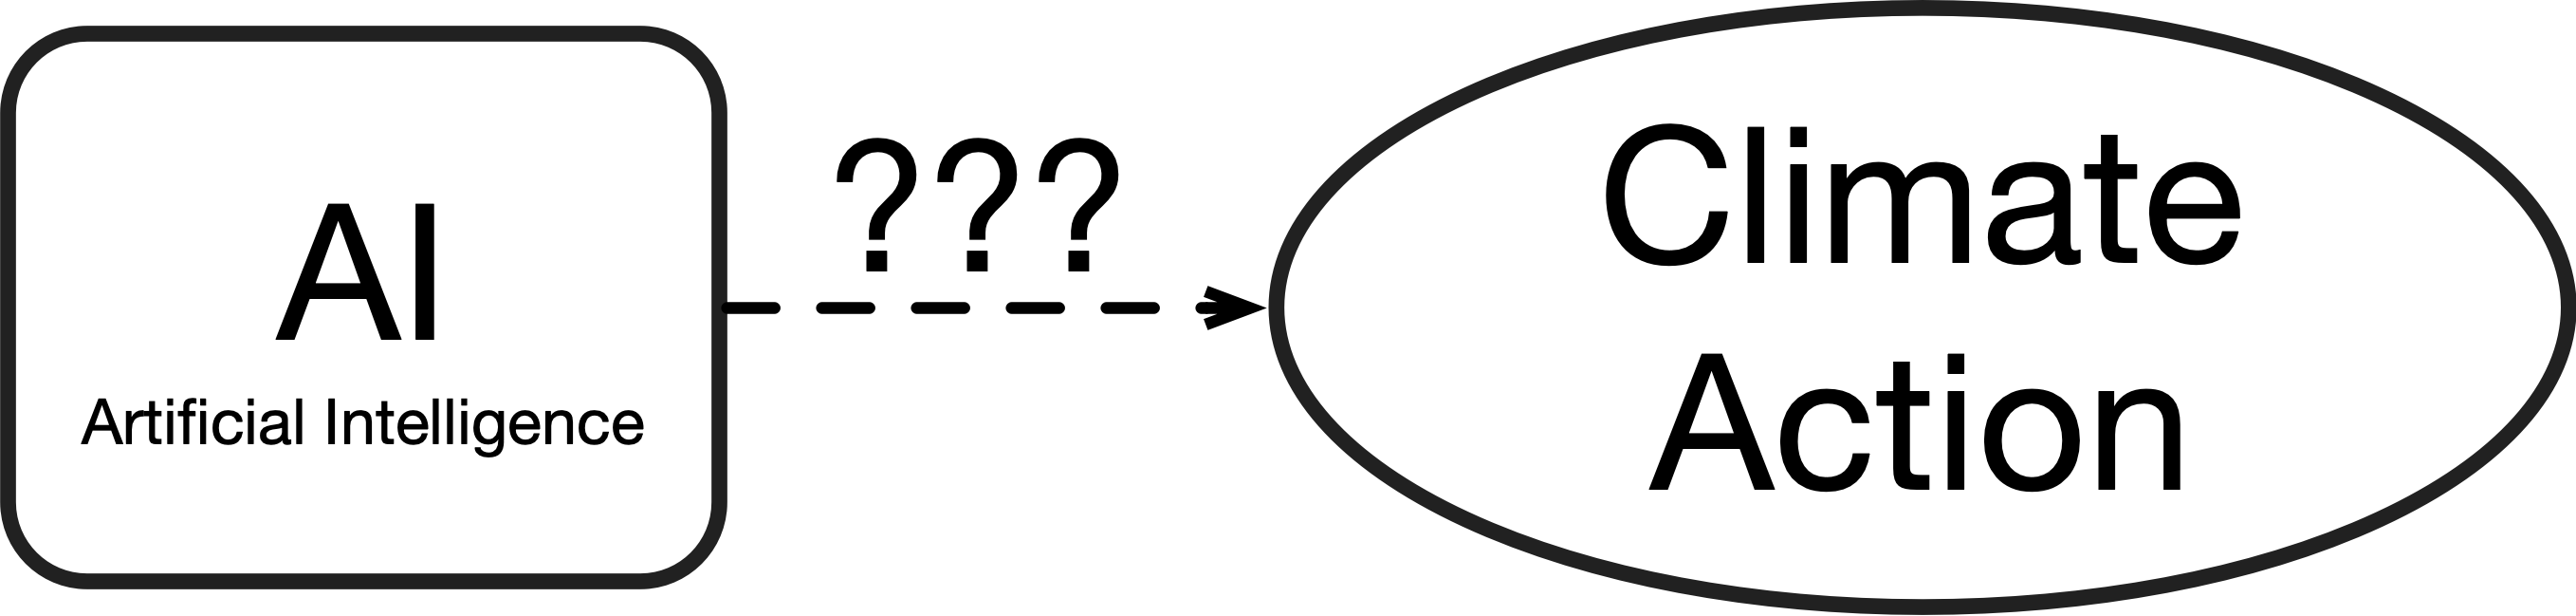 AI
Artificial Intelligence
???
Climate
Action